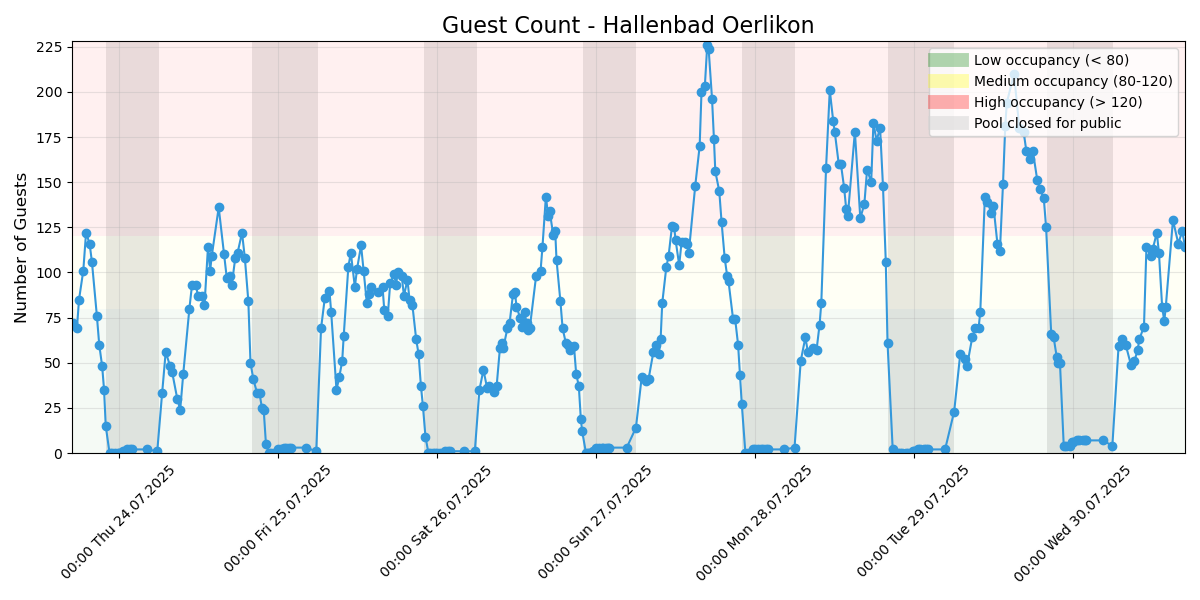 Guest Count - Hallenbad Oerlikon
Number of Guests
225
200
175
150
125
100
75
50
25
0
Low occupancy (< 80)
Medium occupancy (80-120)
High occupancy (> 120)
Pool closed for public
00:00 Thu 24.07.2025
00:00 Fri 25.07.2025
00:00 Sat 26.07.2025
00:00 Sun 27.07.2025
00:00 Mon 28.07.2025
00:00 Tue 29.07.2025
00:00 Wed 30.07.2025